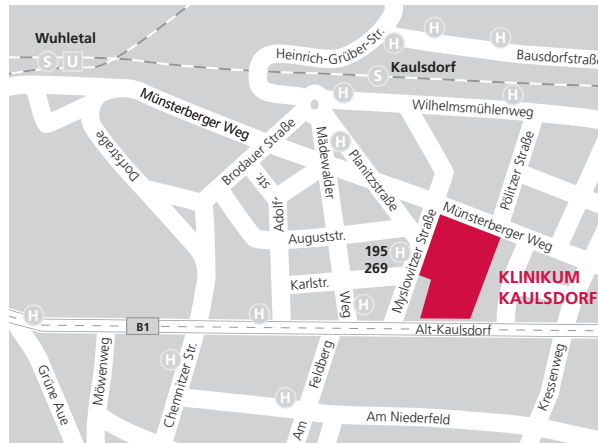 Wuhletal
S U
Heinrich-Grüber-Str.
H
H
H
Bausdorfstraße
S
Kaulsdorf
H
H
Wilhelmsmühlenweg
Münsterberger Weg
Dorfstraße
Brodauer Straße
Mädewalder
Weg
H
Planitzstraße
Pölitzer Straße
Adolf-
str.
Münsterberger Weg
Auguststr.
195
269
H
Myslowitzer Straße
Karlstr.
KLINIKUM
KAULSDORF
H
H
H
B1
Alt-Kaulsdorf
Grüne Aue
Möwenweg
Chemnitzer Str.
H
Am Feldberg
Kressenweg
H
Am Niederfeld